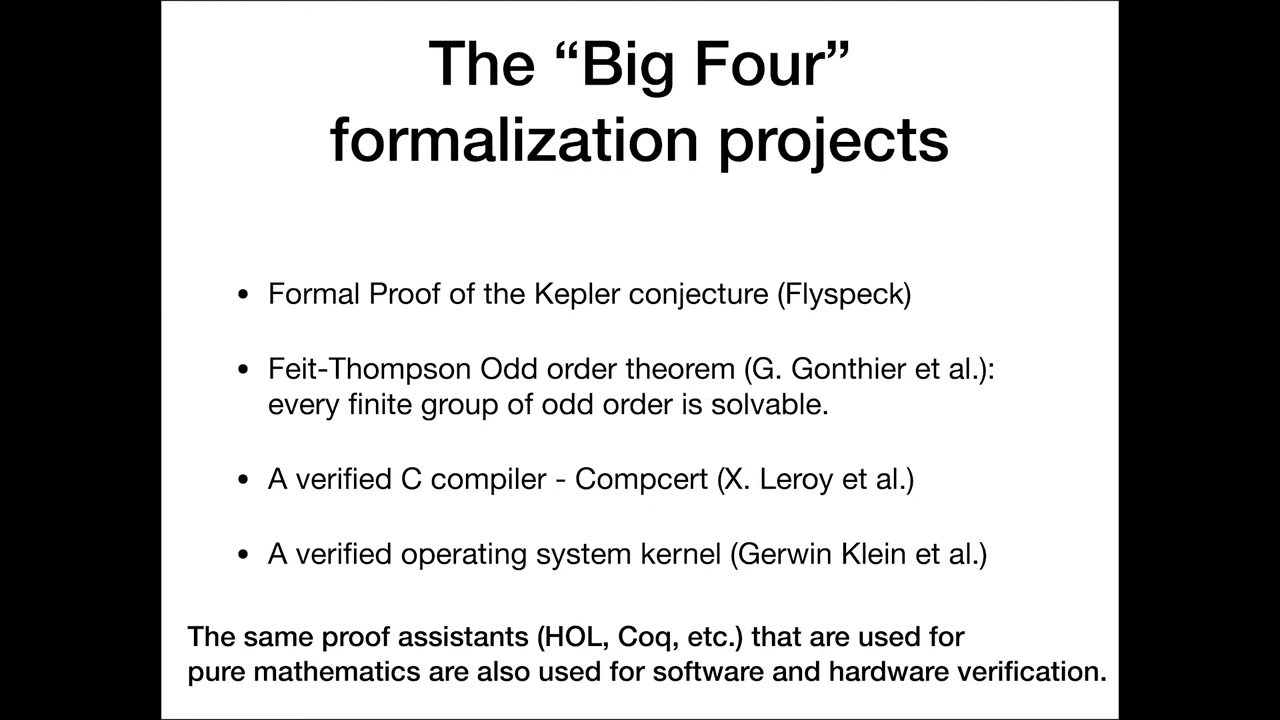 The “Big Four”
formalization projects
• Formal Proof of the Kepler conjecture (Flyspeck)
• Feit-Thompson Odd order theorem (G. Gonthier et al.):
every finite group of odd order is solvable.
• A verified C compiler - Compcert (X. Leroy et al.)
• A verified operating system kernel (Gerwin Klein et al.)
The same proof assistants (HOL, Coq, etc.) that are used for
pure mathematics are also used for software and hardware verification.